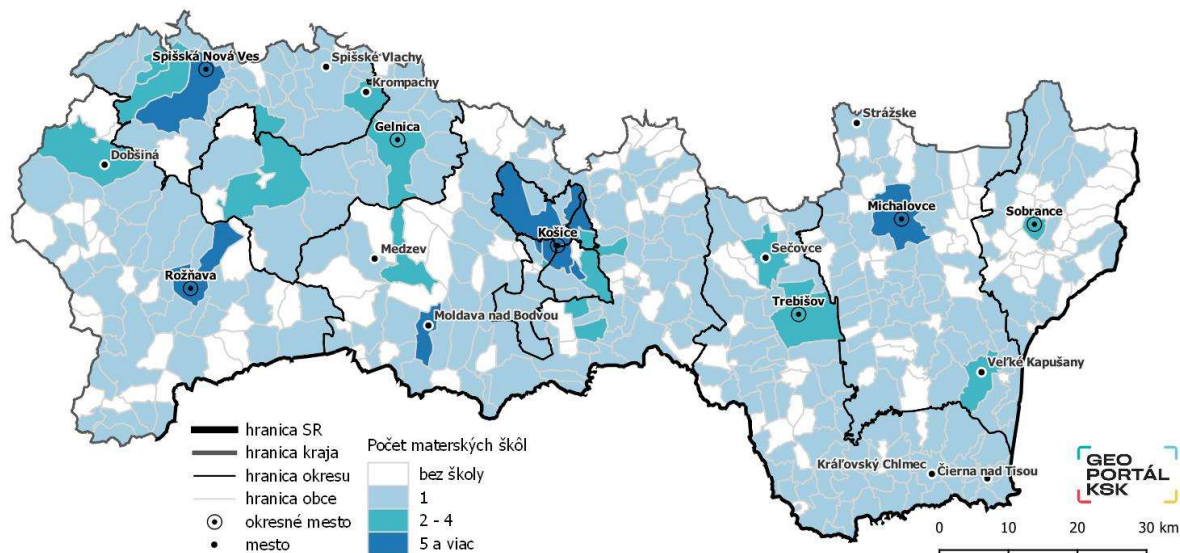 Spišská Nová Ves
Spišské Vlachy
Krompachy
Gelnica
Dobšiná
Strážske
Michalovce
Sobrance
Košice
Medzev
Sečovce
Rožňava
Trebišov
Moldava nad Bodvou
Veľké Kapušany
Kráľovský Chlmec
Čierna nad Tisou
hranica SR
hranica kraja
hranica okresu
hranica obce
okresné mesto
mesto
Počet materských škôl
bez školy
1
2 - 4
5 a viac
GEO
PORTÁL
KSK
0 10 20 30 km